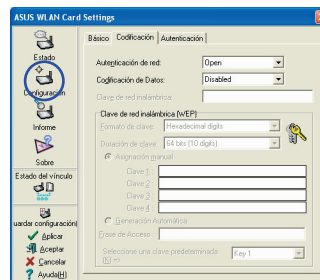 ASUS WLAN Card Settings
Estado
Configuración
Informe
Sobre
Estado del vínculo
uardar configuración(
Aplicar
Aceptar
Cancelar
Ayuda(H)
Básico Codificación Autenticación
Autenticación de red: Open
Codificación de Datos: Disabled
Clave de red inalámbrica:
Clave de red inalámbrica (WEP)
Formato de clave: Hexadecimal digits
Duración de clave 64 bits (10 digits)
Asignación manual
Clave 1
Clave 2
Clave 3
Clave 4
Generación Automática
Frase de Acceso:
Seleccione una clave predeterminada Key 1
(K) =>